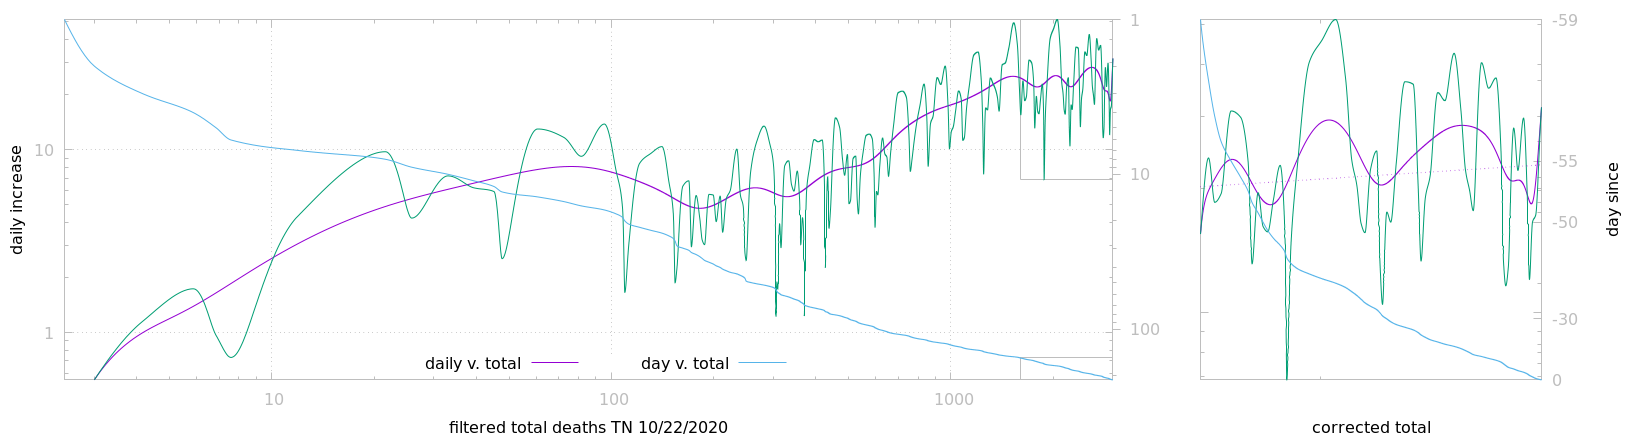 daily increase
10
1
daily v. total
day v. total
10
100
1000
filtered total deaths TN 10/22/2020
1
10
100
-59
-55
-50
-30
0
day since
corrected total